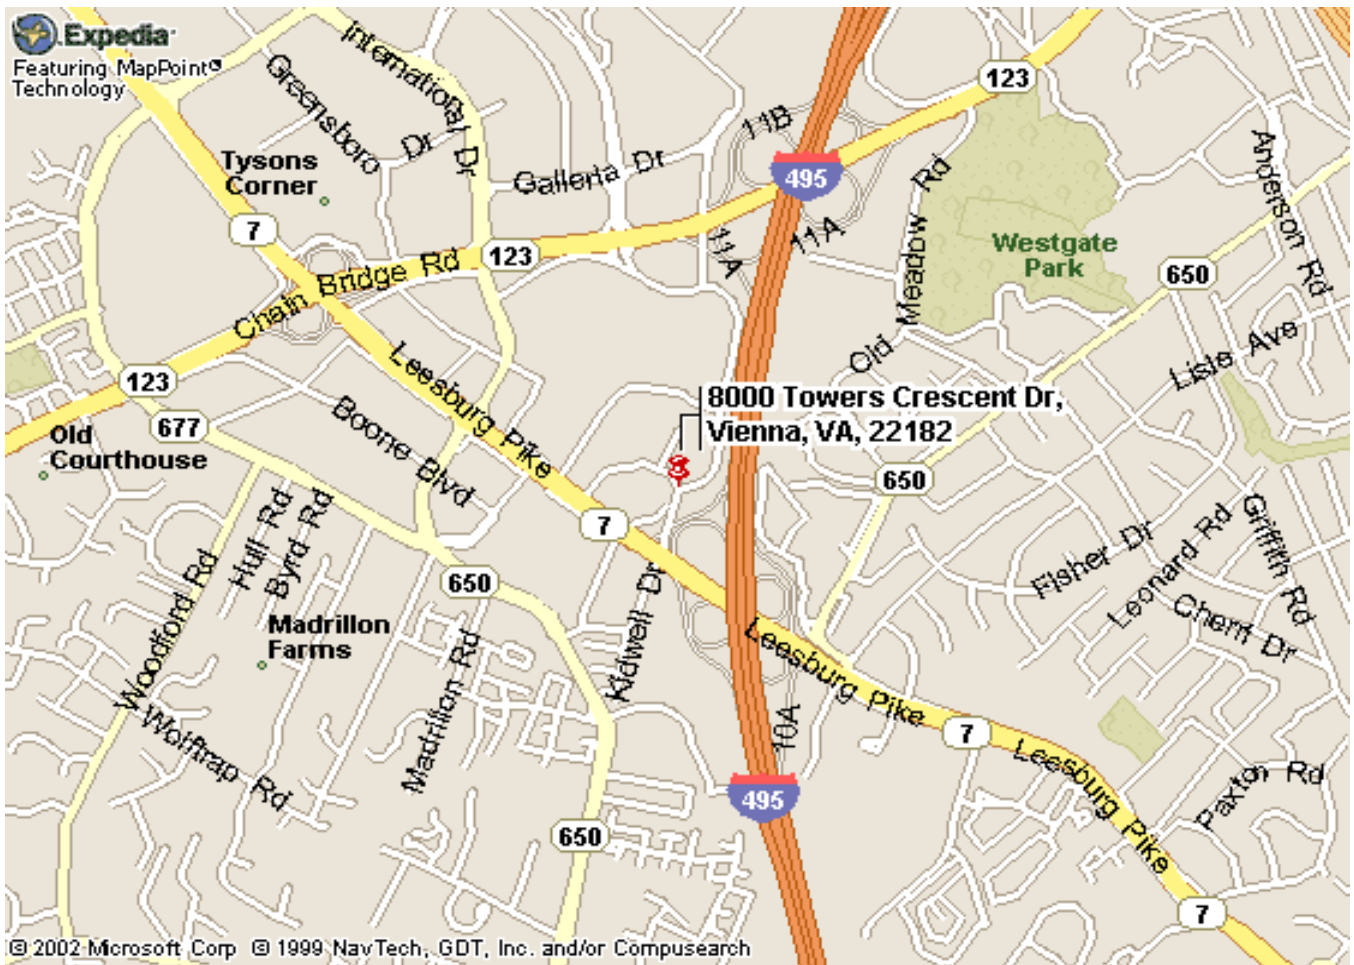 Expedia
Featuring MapPoint®
Technology
International Dr
Greensboro Dr
Tysons
Corner
7
Galleria Dr
11B
123
495
Old Meadow Rd
Anderson Rd
Westgate
Park
650
11A
11A
123
Chain Bridge Rd
Leesburg Pike
Lisle Ave
123
677
Boone Blvd
8000 Towers Crescent Dr,
Vienna, VA, 22182
Old
Courthouse
650
7
Hull Rd
Byrd Rd
Woodford Rd
650
Kidwell Dr
Fisher Dr
Leonard Rd
Griffith Rd
Cherri Dr
Madrillon
Farms
Madrillon Rd
Leesburg Pike
10A
7
Wolftrap Rd
Leesburg Pike
Paxton Rd
495
650
7
© 2002 Microsoft Corp © 1999 NavTech, GDT, Inc. and/or Compusearch